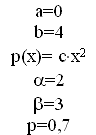 a=0
b=4
p(x)= c·x²
α=2
β=3
p=0,7